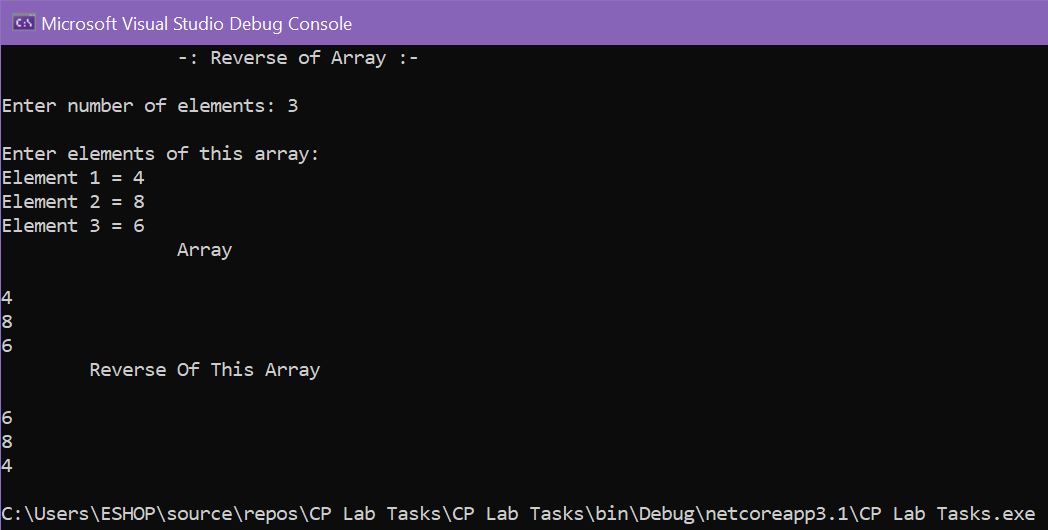 Microsoft Visual Studio Debug Console
-: Reverse of Array :-
Enter number of elements: 3
Enter elements of this array:
Element 1 = 4
Element 2 = 8
Element 3 = 6
Array
4
8
6
Reverse Of This Array
6
8
4
C:\Users\ESHOP\source\repos\CP Lab Tasks\CP Lab Tasks\bin\Debug\netcoreapp3.1\CP Lab Tasks.exe